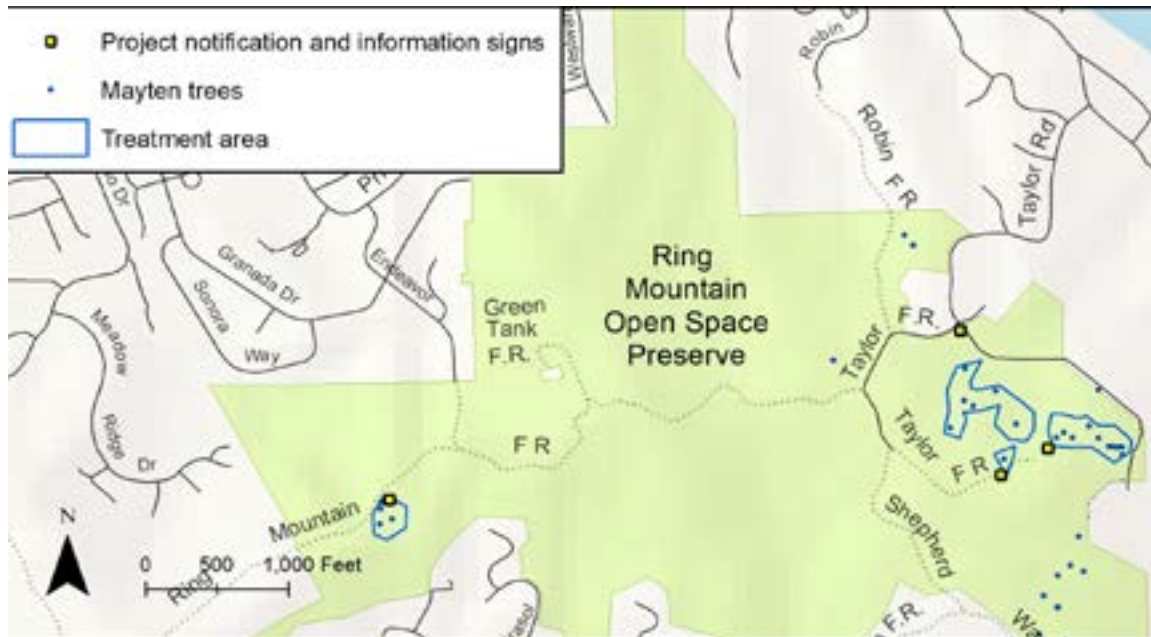 Project notification and information signs
Mayten trees
Treatment area
Robin
Robin F R
Taylor Rd
Granada Dr
Sonora
Way
Endeavor
Meadow
Ridge
Dr
Green
Tank
F.R.
Ring
Mountain
Open Space
Preserve
Taylor
F.R.
Taylor
F R
F R
Shepherd
Ring
Mountain
N
0 500 1,000 Feet
F.R.